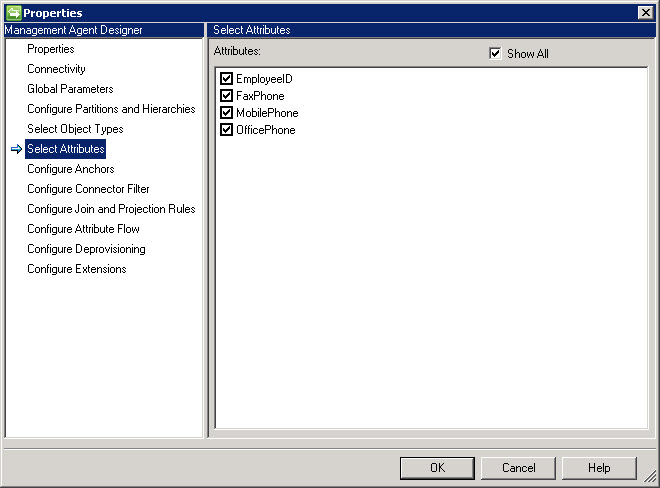 Properties
Management Agent Designer
Properties
Connectivity
Global Parameters
Configure Partitions and Hierarchies
Select Object Types
Select Attributes
Configure Anchors
Configure Connector Filter
Configure Join and Projection Rules
Configure Attribute Flow
Configure Deprovisioning
Configure Extensions
Select Attributes
Attributes:
Show All
EmployeeID
FaxPhone
MobilePhone
OfficePhone
OK
Cancel
Help